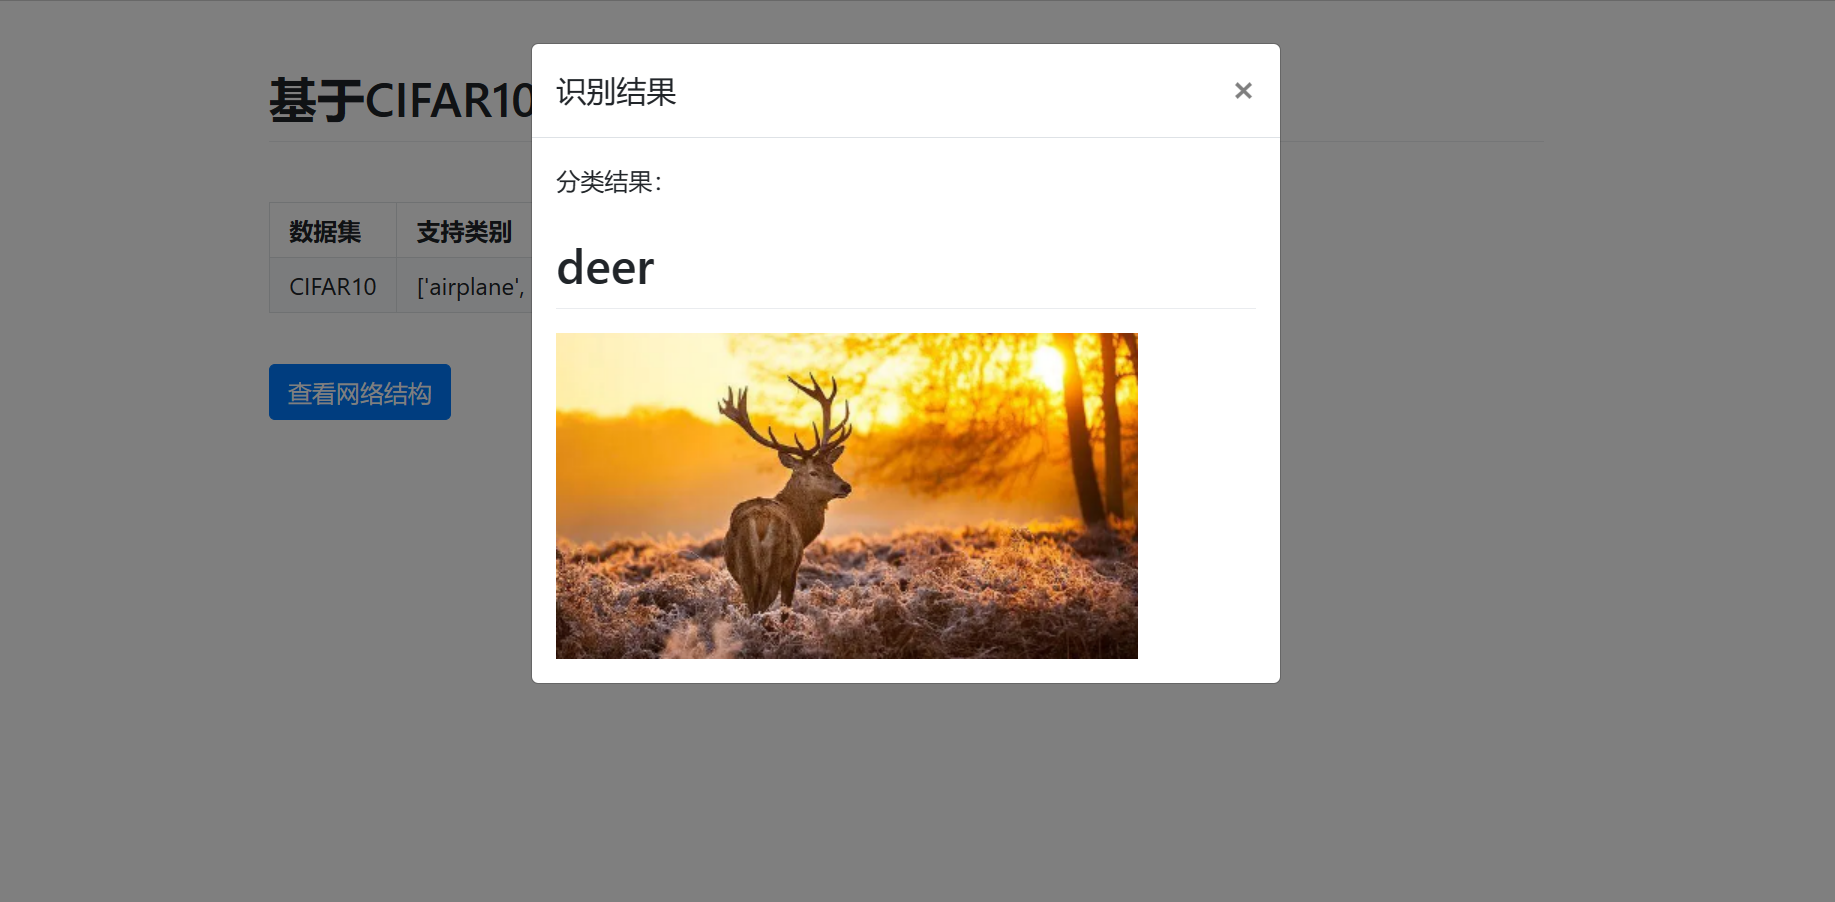 基于CIFAR10
识别结果
×
分类结果：
deer
数据集 支持类别
CIFAR10 ['airplane',
查看网络结构